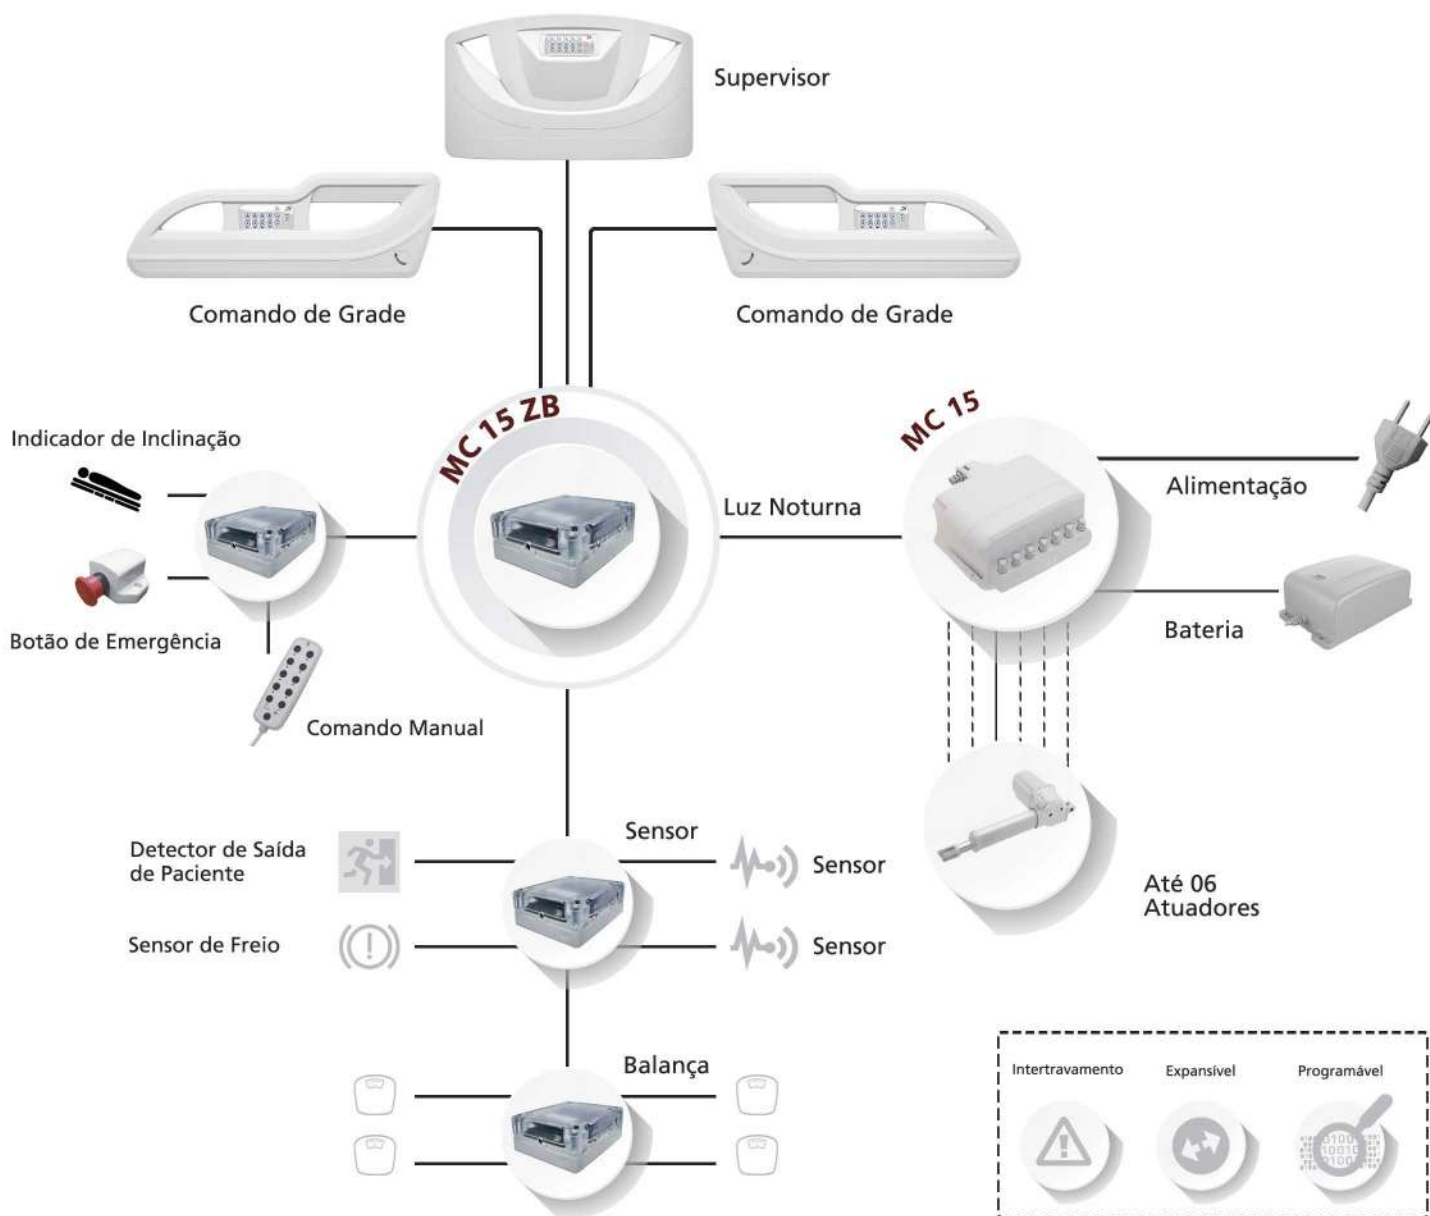 Supervisor
Comando de Grade
Comando de Grade
MC 15 ZB
MC 15
Indicador de Inclinação
Luz Noturna
Alimentação
Botão de Emergência
Bateria
Comando Manual
Detector de Saída
de Paciente
Sensor
Sensor
Até 06
Atuadores
Sensor de Freio
Sensor
Balança
Intertravamento
Expansível
Programável